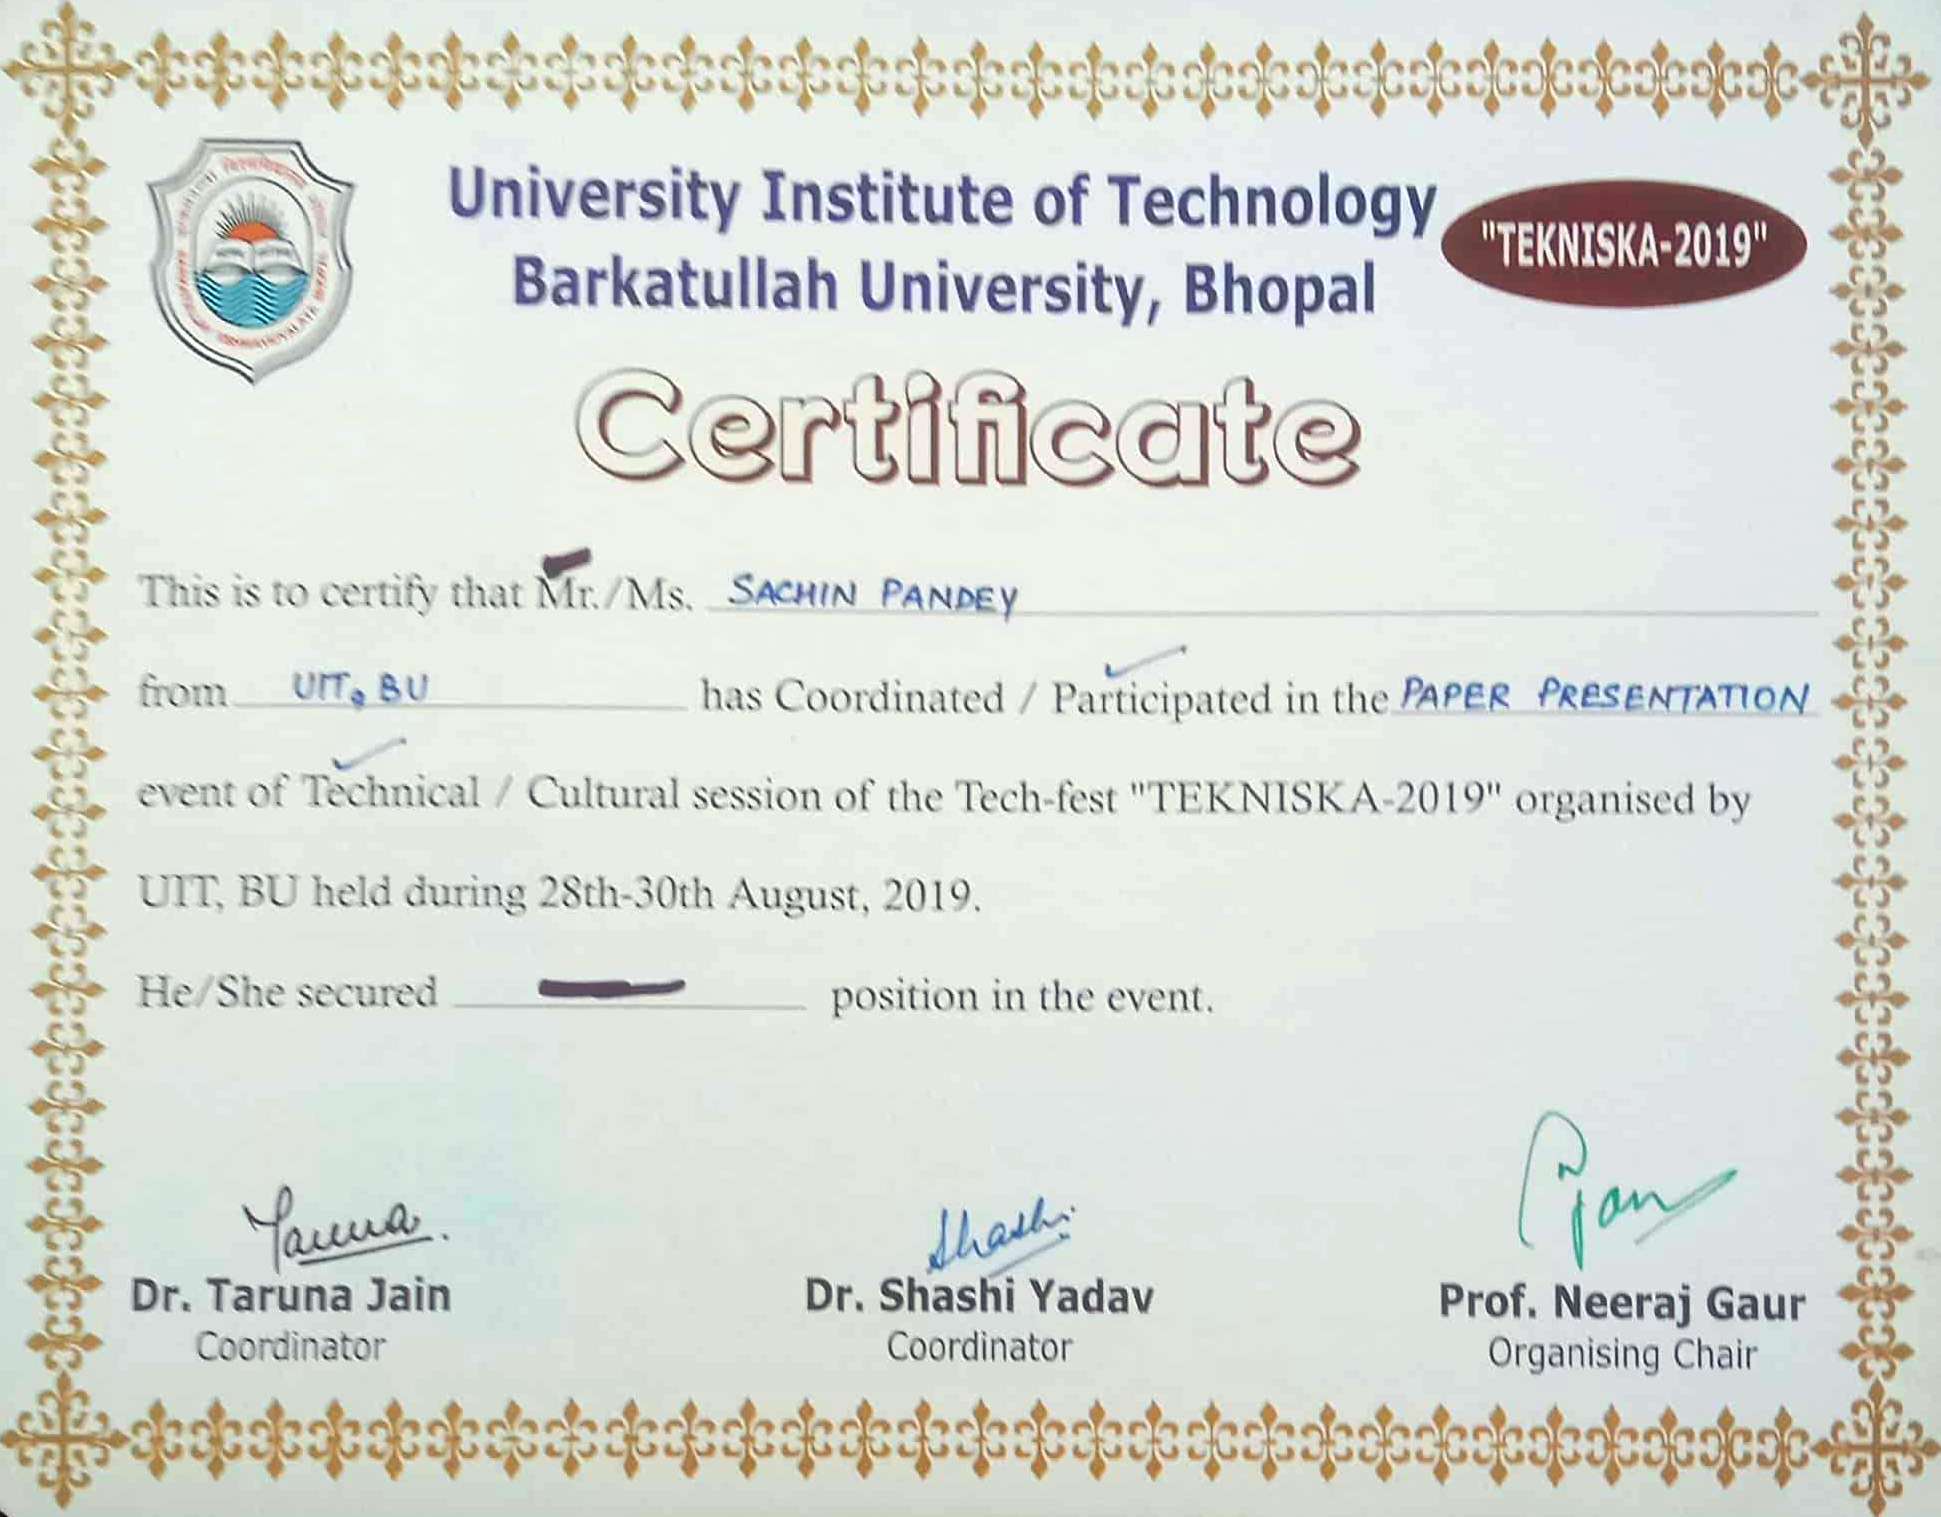 University Institute of Technology
Barkatullah University, Bhopal
"TEKNISKA-2019"
Certificate
This is to certify that Mr./Ms. SACHIN PANDEY
from UIT, BU has Coordinated / Participated in the PAPER PRESENTATION
event of Technical / Cultural session of the Tech-fest "TEKNISKA-2019" organised by
UIT, BU held during 28th-30th August, 2019.
He/She secured position in the event.
Taruna.
Shashi
Dr. Taruna Jain
Coordinator
Dr. Shashi Yadav
Coordinator
Prof. Neeraj Gaur
Organising Chair